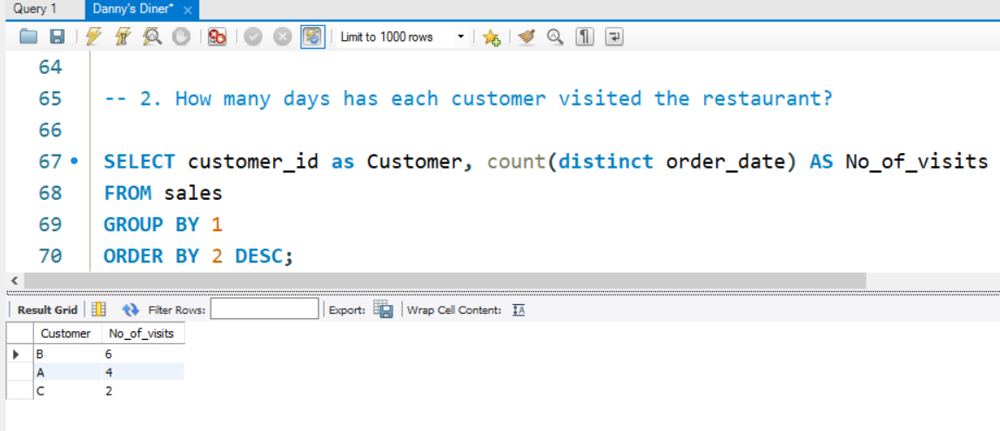 Query 1 Danny's Diner*
Limit to 1000 rows
64
65 -- 2. How many days has each customer visited the restaurant?
66
67 SELECT customer_id as Customer, count(distinct order_date) AS No_of_visits
68 FROM sales
69 GROUP BY 1
70 ORDER BY 2 DESC;
Result Grid Filter Rows: Export: Wrap Cell Content: IA
Customer No_of_visits
B 6
A 4
C 2